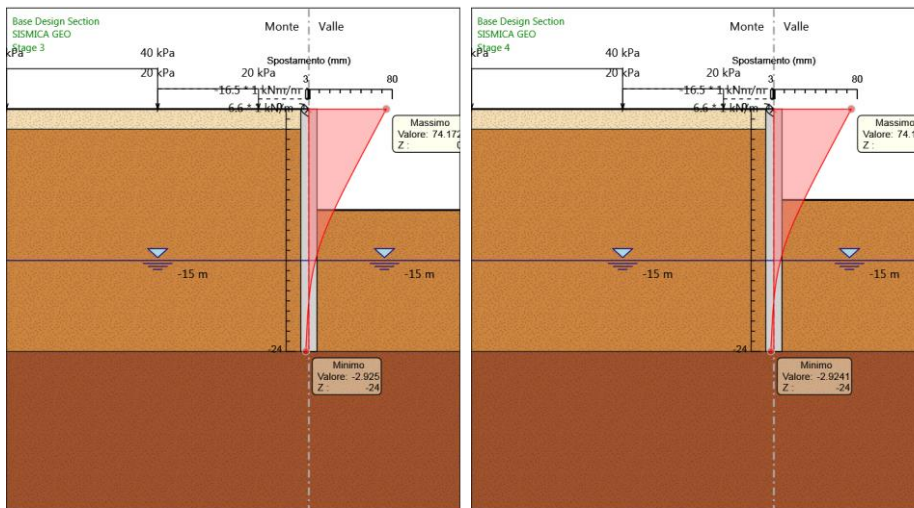 Base Design Section
SISMICA GEO
Stage 3
Monte
Valle
kPa
40 kPa
20 kPa
20 kPa
Spostamento (mm)
3
80
-16.5 * 1 kNm/m
6.6 * 1 kN/m
Massimo
Valore: 74.172
Z :
-15 m
-15 m
-24
Minimo
Valore: -2.925
Z :
-24
Base Design Section
SISMICA GEO
Stage 4
Monte
Valle
40 kPa
20 kPa
20 kPa
Spostamento (mm)
3
80
-16.5 * 1 kNm/m
6.6 * 1 kN/m
Massimo
Valore: 74.1
Z :
-15 m
-15 m
-24
Minimo
Valore: -2.9241
Z :
-24